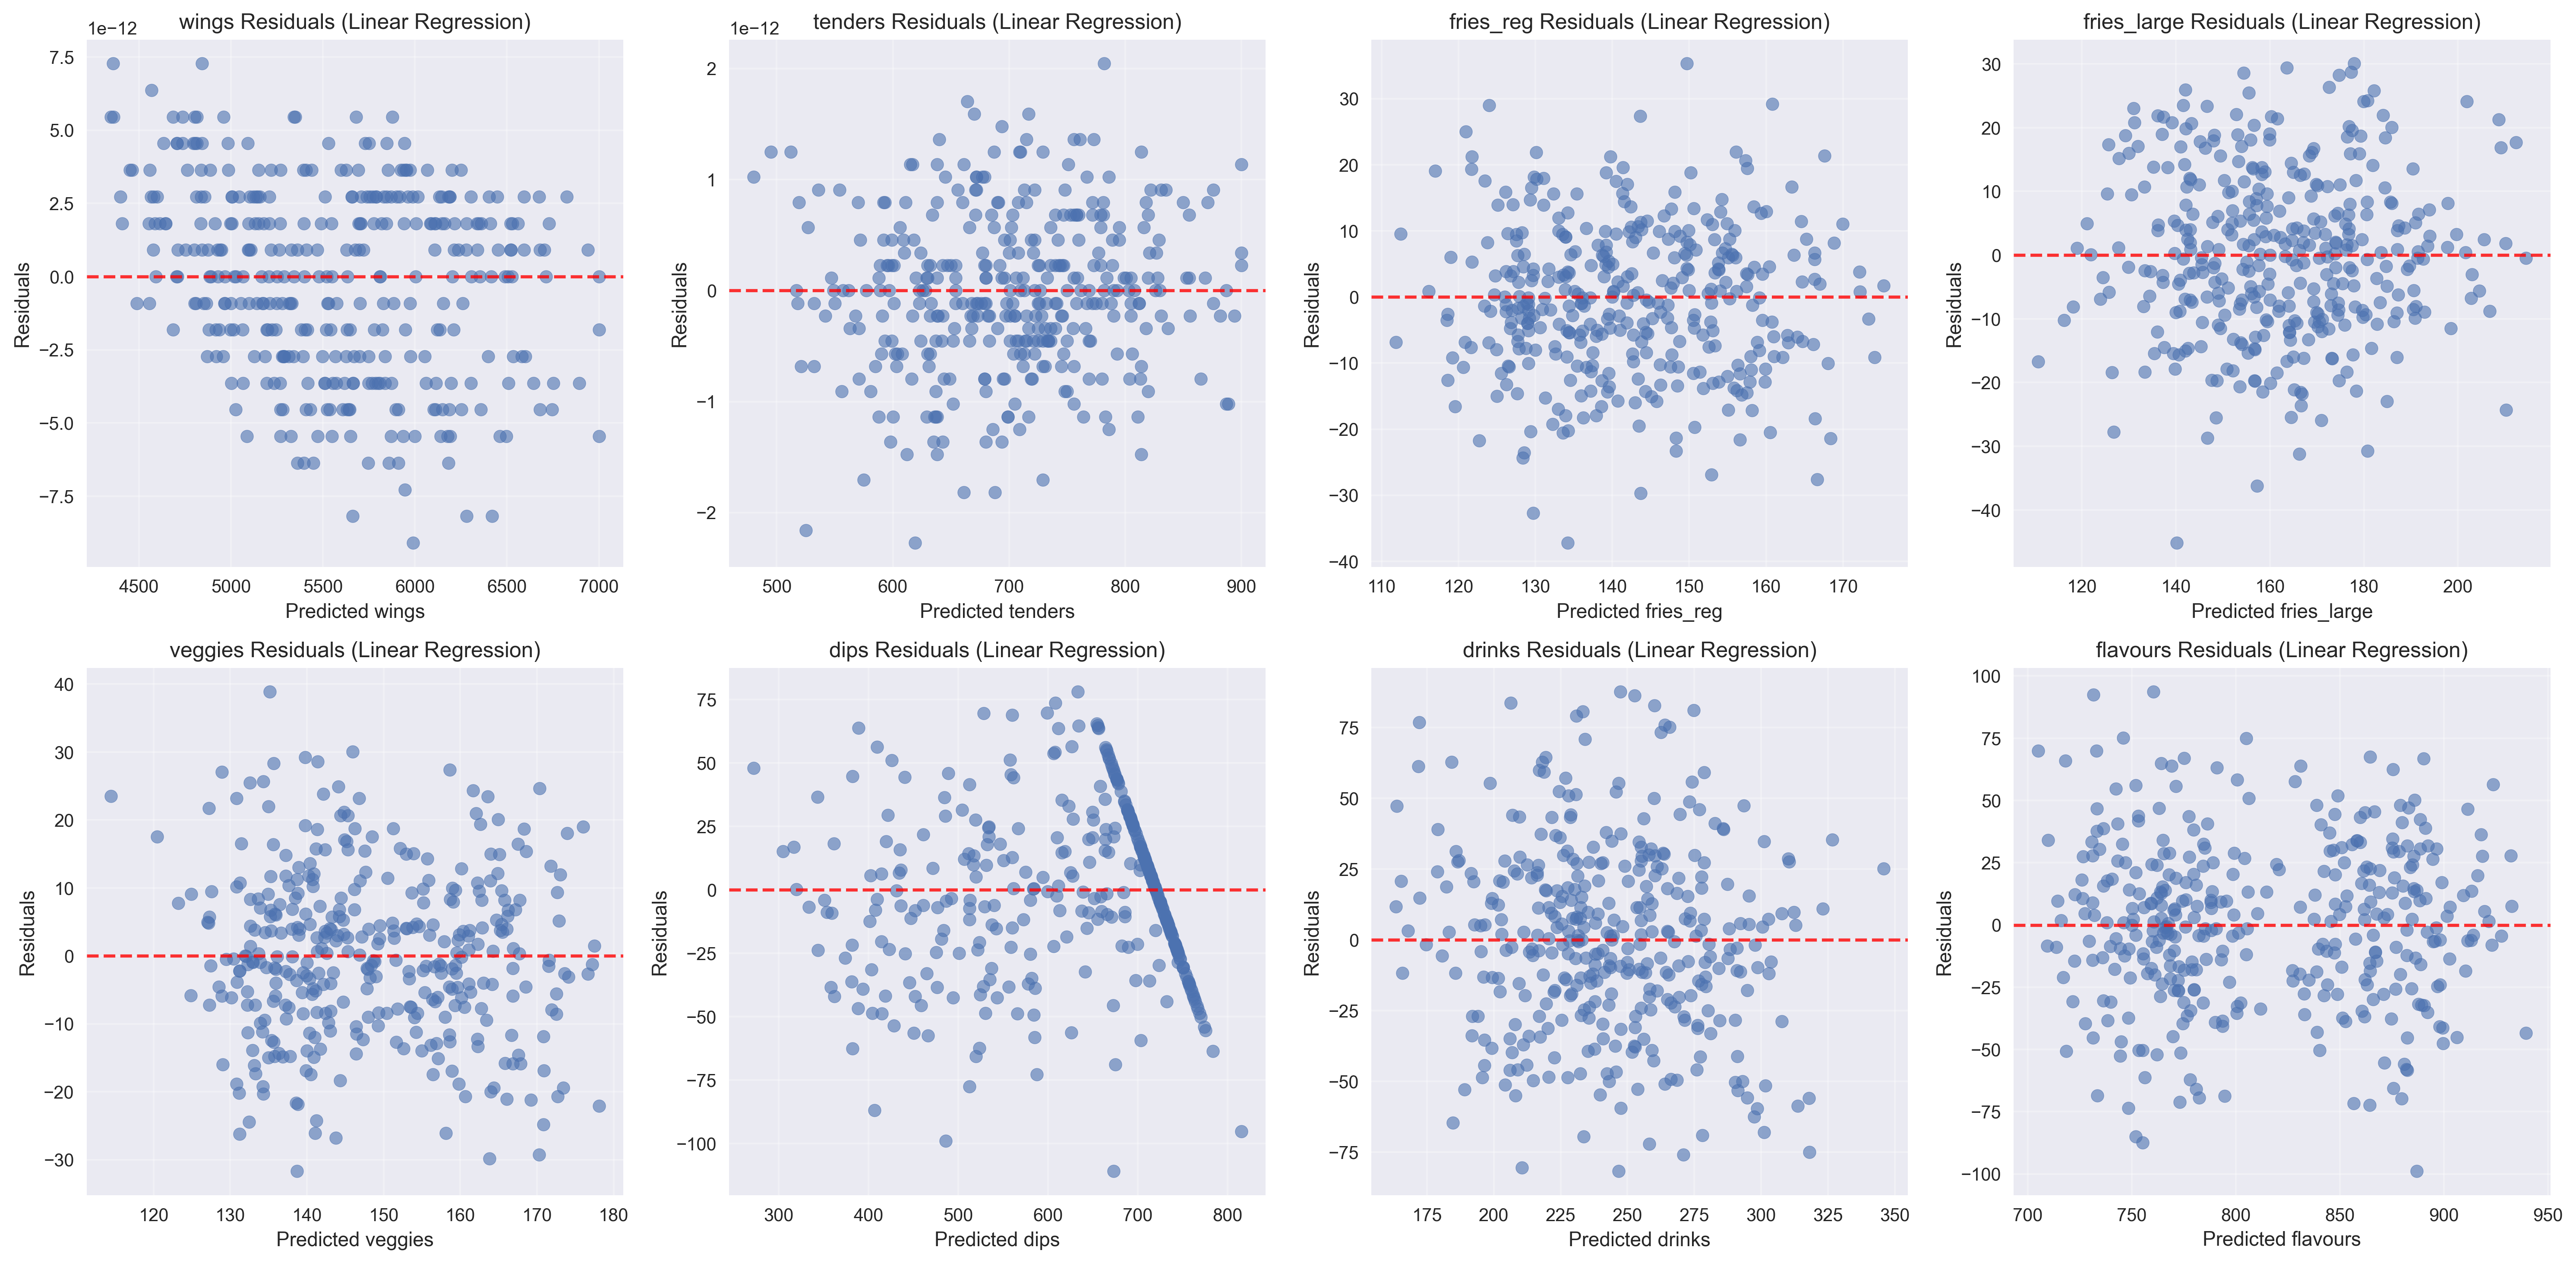 wings Residuals (Linear Regression)
1e−12
7.5
5.0
2.5
0.0
−2.5
−5.0
−7.5
Residuals
4500 5000 5500 6000 6500 7000
Predicted wings
tenders Residuals (Linear Regression)
1e−12
2
1
0
−1
−2
Residuals
500 600 700 800 900
Predicted tenders
fries_reg Residuals (Linear Regression)
30
20
10
0
−10
−20
−30
−40
Residuals
110 120 130 140 150 160 170
Predicted fries_reg
fries_large Residuals (Linear Regression)
30
20
10
0
−10
−20
−30
−40
Residuals
120 140 160 180 200
Predicted fries_large
veggies Residuals (Linear Regression)
40
30
20
10
0
−10
−20
−30
Residuals
120 130 140 150 160 170 180
Predicted veggies
dips Residuals (Linear Regression)
75
50
25
0
−25
−50
−75
−100
Residuals
300 400 500 600 700 800
Predicted dips
drinks Residuals (Linear Regression)
75
50
25
0
−25
−50
−75
Residuals
175 200 225 250 275 300 325 350
Predicted drinks
flavours Residuals (Linear Regression)
100
75
50
25
0
−25
−50
−75
−100
Residuals
700 750 800 850 900 950
Predicted flavours